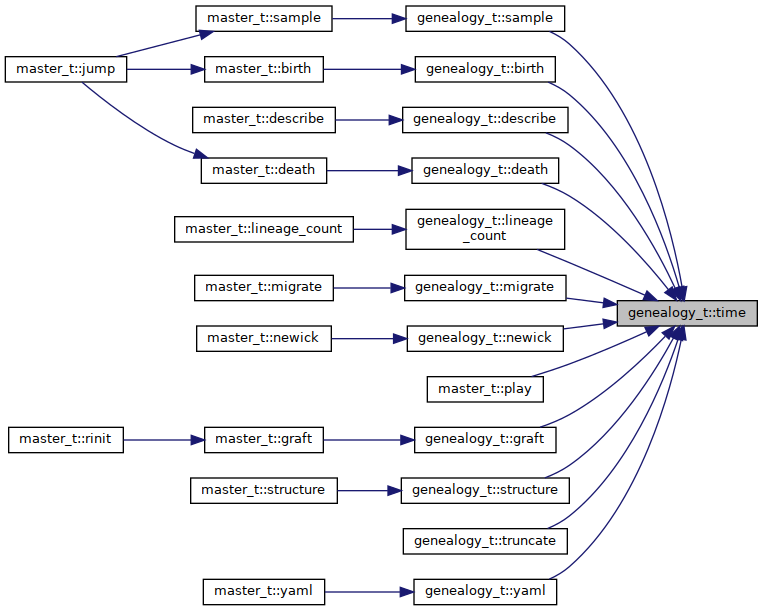 master_t::sample
genealogy_t::sample
master_t::jump
master_t::birth
genealogy_t::birth
master_t::describe
genealogy_t::describe
master_t::death
genealogy_t::death
master_t::lineage_count
genealogy_t::lineage
_count
master_t::migrate
genealogy_t::migrate
genealogy_t::time
master_t::newick
genealogy_t::newick
master_t::play
master_t::rinit
master_t::graft
genealogy_t::graft
master_t::structure
genealogy_t::structure
genealogy_t::truncate
master_t::yaml
genealogy_t::yaml